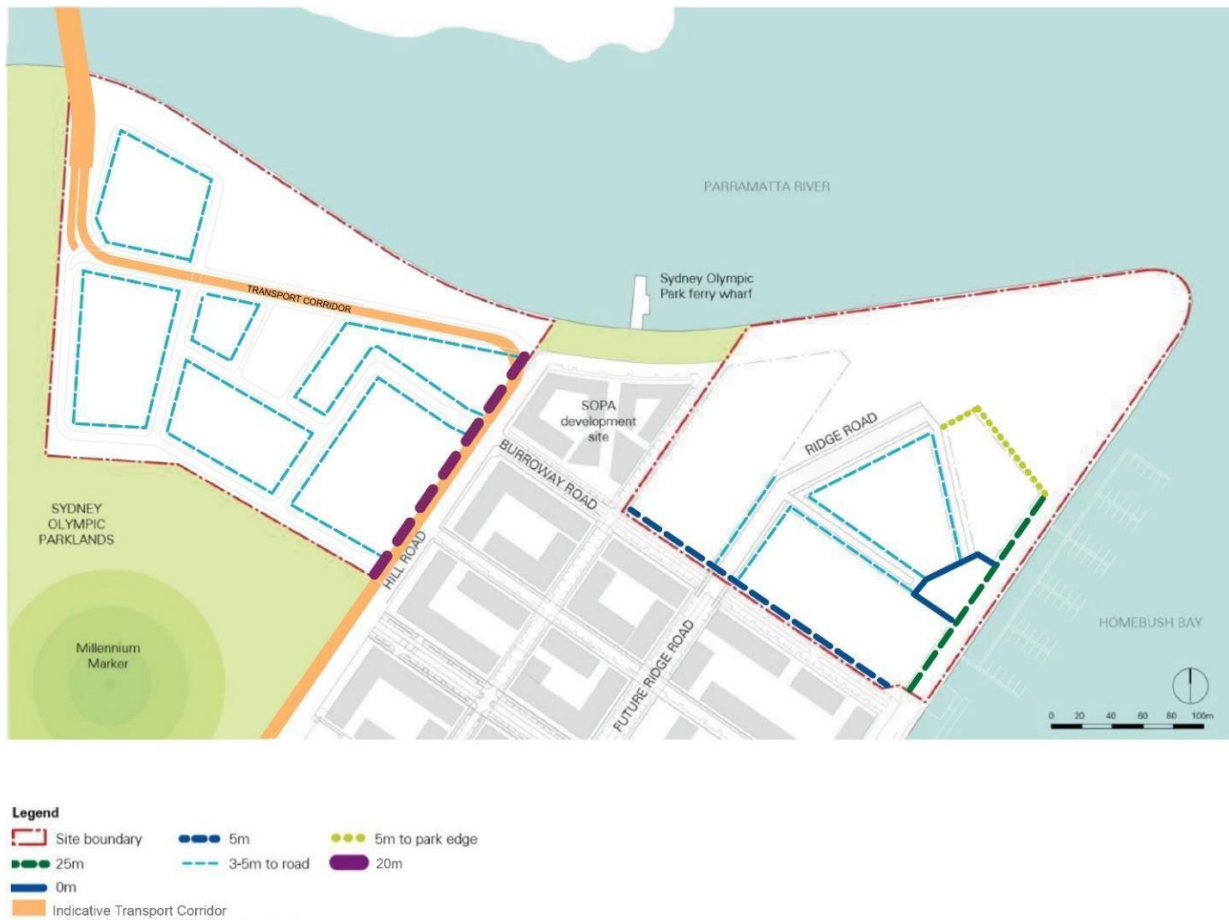 PARRAMATTA RIVER
Sydney Olympic
Park ferry wharf
TRANSPORT CORRIDOR
SOPA
development
site
RIDGE ROAD
BURROWAY ROAD
SYDNEY
OLYMPIC
PARKLANDS
HILL ROAD
FUTURE RIDGE ROAD
HOMEBUSH BAY
Millennium
Marker
0 20 40 60 80 100m
Legend
Site boundary
5m
5m to park edge
25m
3-5m to road
20m
0m
Indicative Transport Corridor